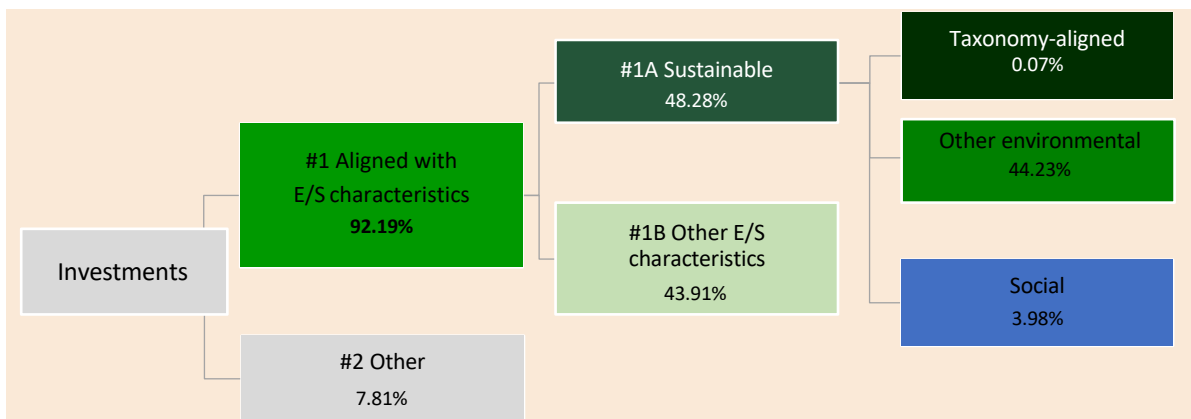 Investments
#1 Aligned with
E/S characteristics
92.19%
#2 Other
7.81%
#1A Sustainable
48.28%
#1B Other E/S
characteristics
43.91%
Taxonomy-aligned
0.07%
Other environmental
44.23%
Social
3.98%